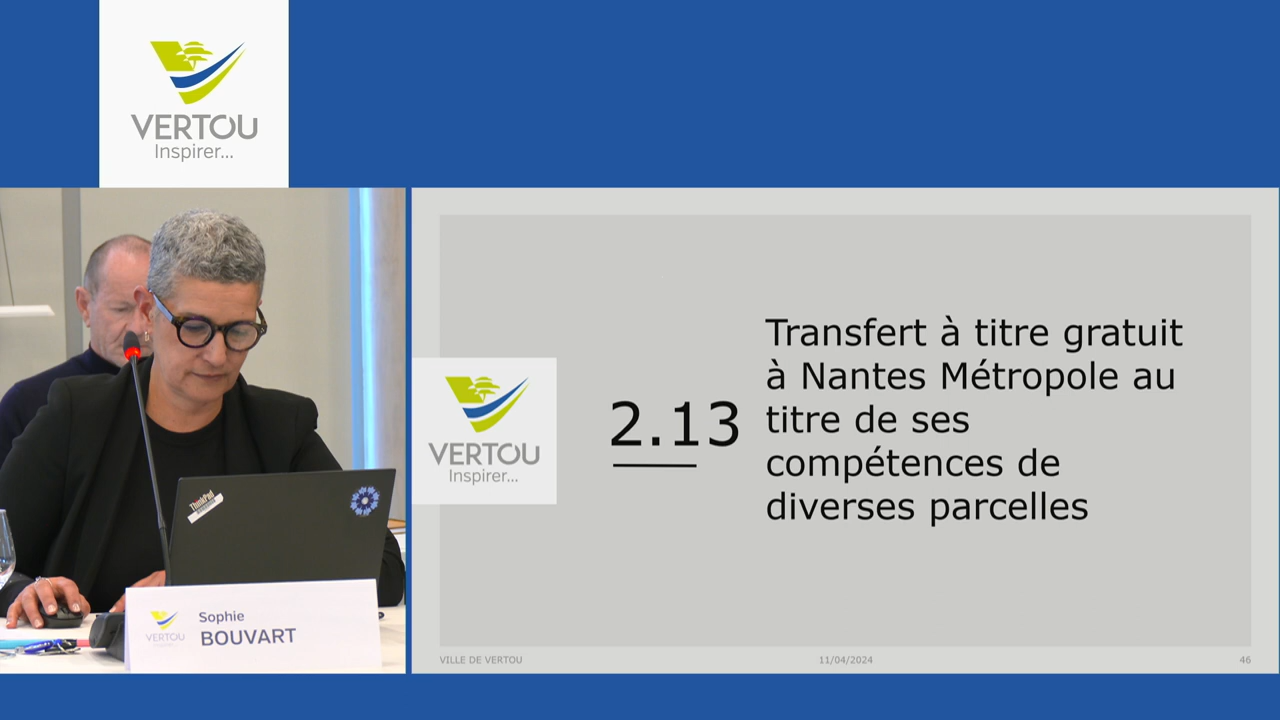 VERTOU
Inspirer...
ThinkPad
VERTOU
Sophie
BOUVART
VERTOU
Inspirer...
2.13
Transfert à titre gratuit
à Nantes Métropole au
titre de ses
compétences de
diverses parcelles
VILLE DE VERTOU
11/04/2024
46